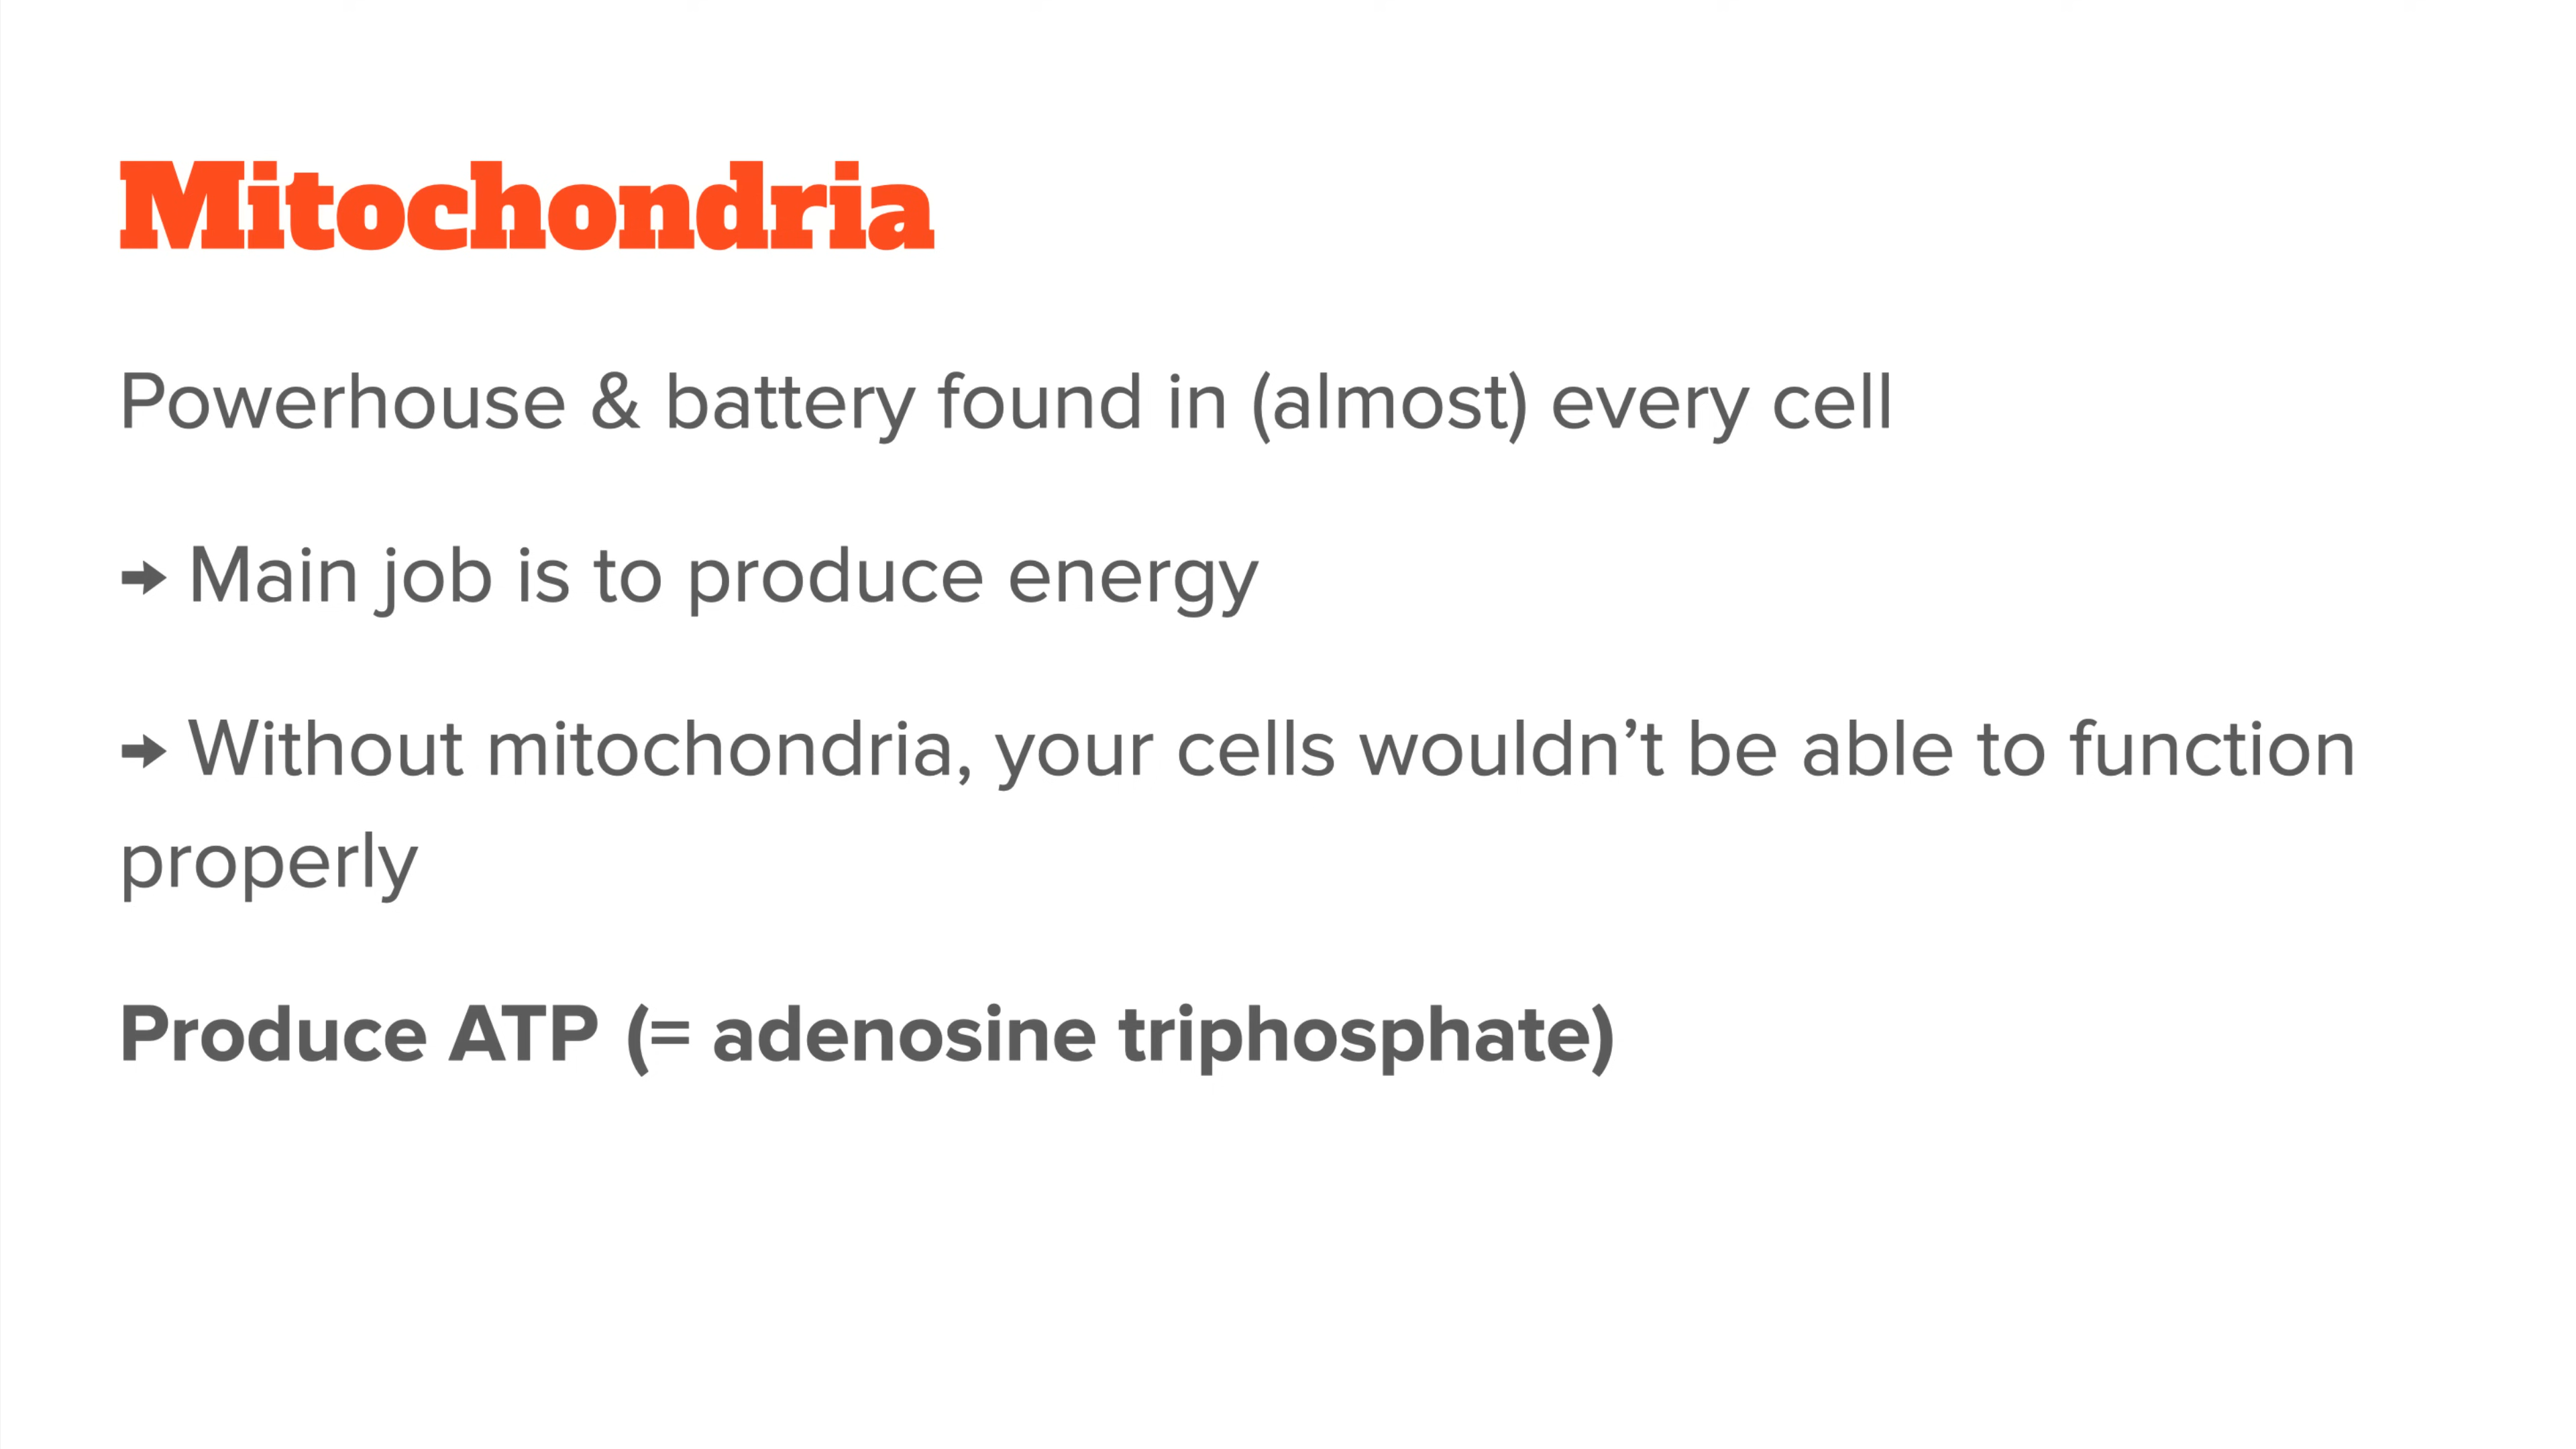 Mitochondria
Powerhouse & battery found in (almost) every cell
➜ Main job is to produce energy
➜ Without mitochondria, your cells wouldn’t be able to function
properly
Produce ATP (= adenosine triphosphate)